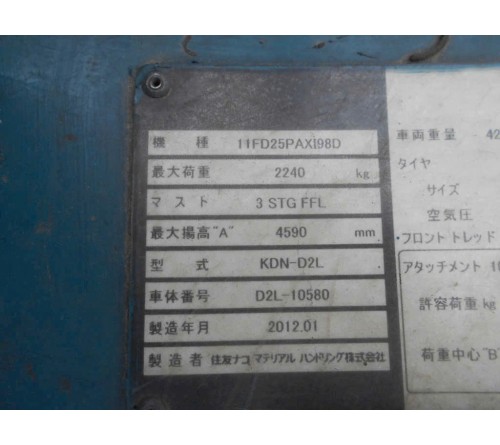 機種 11FD25PAXI98D
最大荷重 2240 kg
マスト 3 STG FFL
最大揚高"A" 4590 mm
型式 KDN-D2L
車体番号 D2L-10580
製造年月 2012.01
製造者 住友ナコ マテリアル ハンドリング株式会社
車両重量 42
タイヤ
サイズ
空気圧
・フロント トレッド
アタッチメント
許容荷重 kg
荷重中心"B"